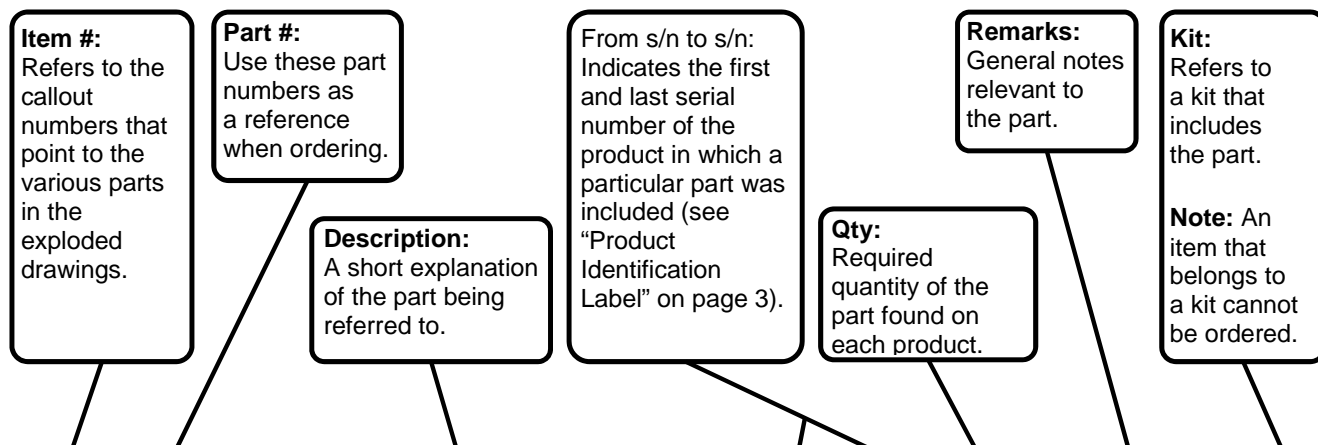 Item #:
Refers to the
callout
numbers that
point to the
various parts
in the
exploded
drawings.
Part #:
Use these part
numbers as
a reference
when ordering.
Description:
A short explanation
of the part being
referred to.
From s/n to s/n:
Indicates the first
and last serial
number of the
product in which a
particular part was
included (see
“Product
Identification
Label” on page 3).
Qty:
Required
quantity of the
part found on
each product.
Remarks:
General notes
relevant to
the part.
Kit:
Refers to
a kit that
includes
the part.
Note: An
item that
belongs to
a kit cannot
be ordered.